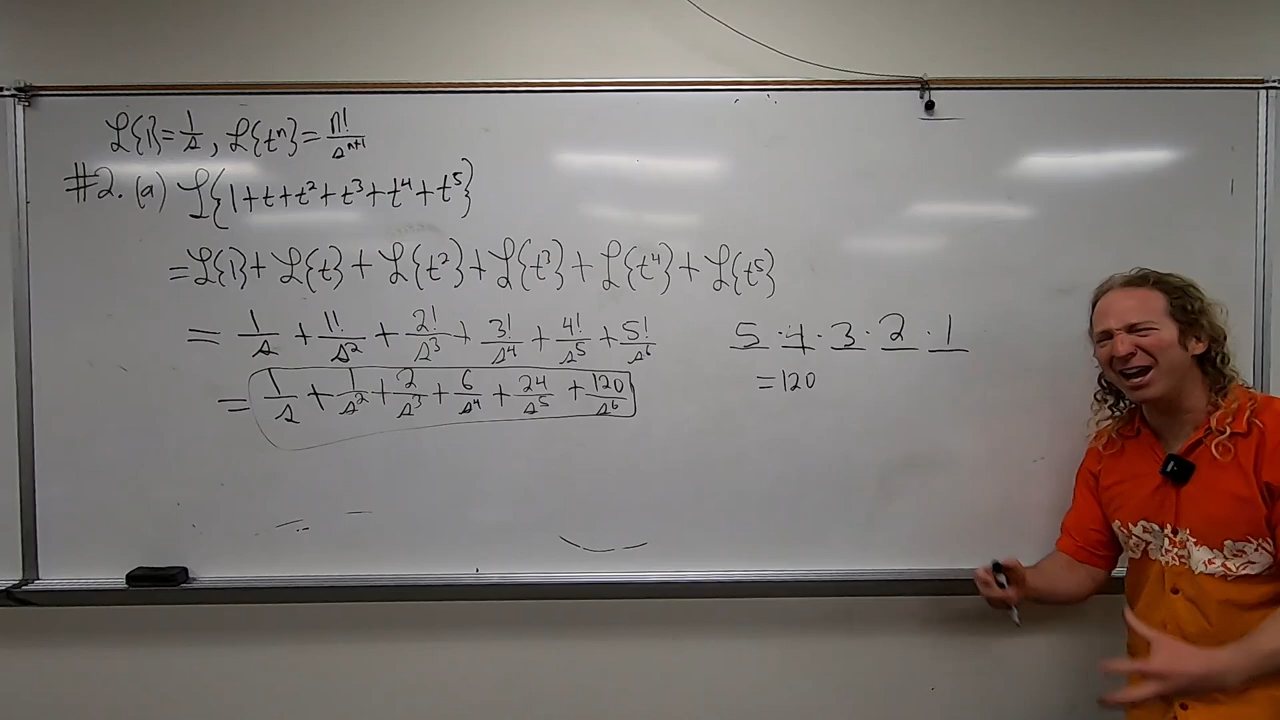 ℒ{1}=1/s, ℒ{tⁿ}=n!/sⁿ⁺¹
#2. (a) ℒ{1+t+t²+t³+t⁴+t⁵}
=ℒ{1}+ℒ{t}+ℒ{t²}+ℒ{t³}+ℒ{t⁴}+ℒ{t⁵}
= 1/s + 1!/s² + 2!/s³ + 3!/s⁴ + 4!/s⁵ + 5!/s⁶
= 1/s + 1/s² + 2/s³ + 6/s⁴ + 24/s⁵ + 120/s⁶
5·4·3·2·1
=120